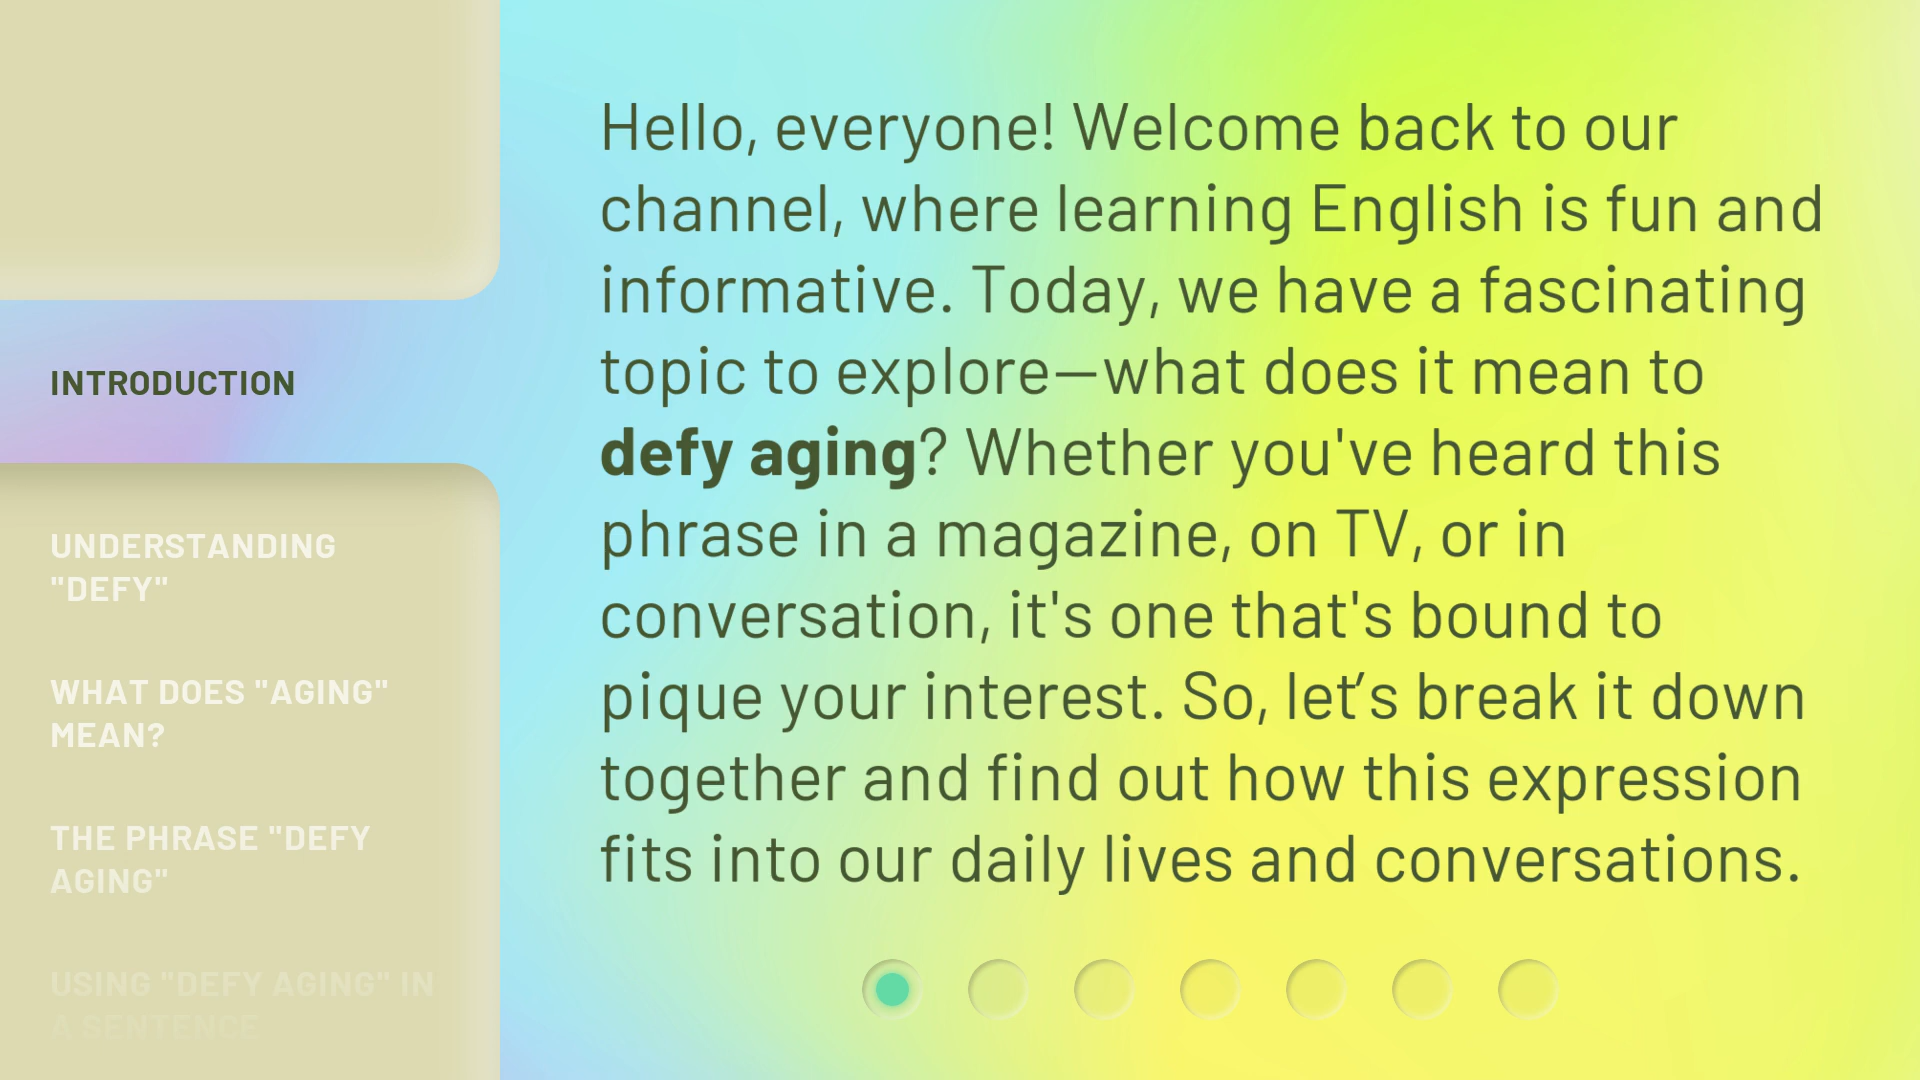 INTRODUCTION
UNDERSTANDING
"DEFY"
WHAT DOES "AGING"
MEAN?
THE PHRASE "DEFY
AGING"
USING "DEFY AGING" IN
A SENTENCE
Hello, everyone! Welcome back to our
channel, where learning English is fun and
informative. Today, we have a fascinating
topic to explore—what does it mean to
defy aging? Whether you've heard this
phrase in a magazine, on TV, or in
conversation, it's one that's bound to
pique your interest. So, let’s break it down
together and find out how this expression
fits into our daily lives and conversations.